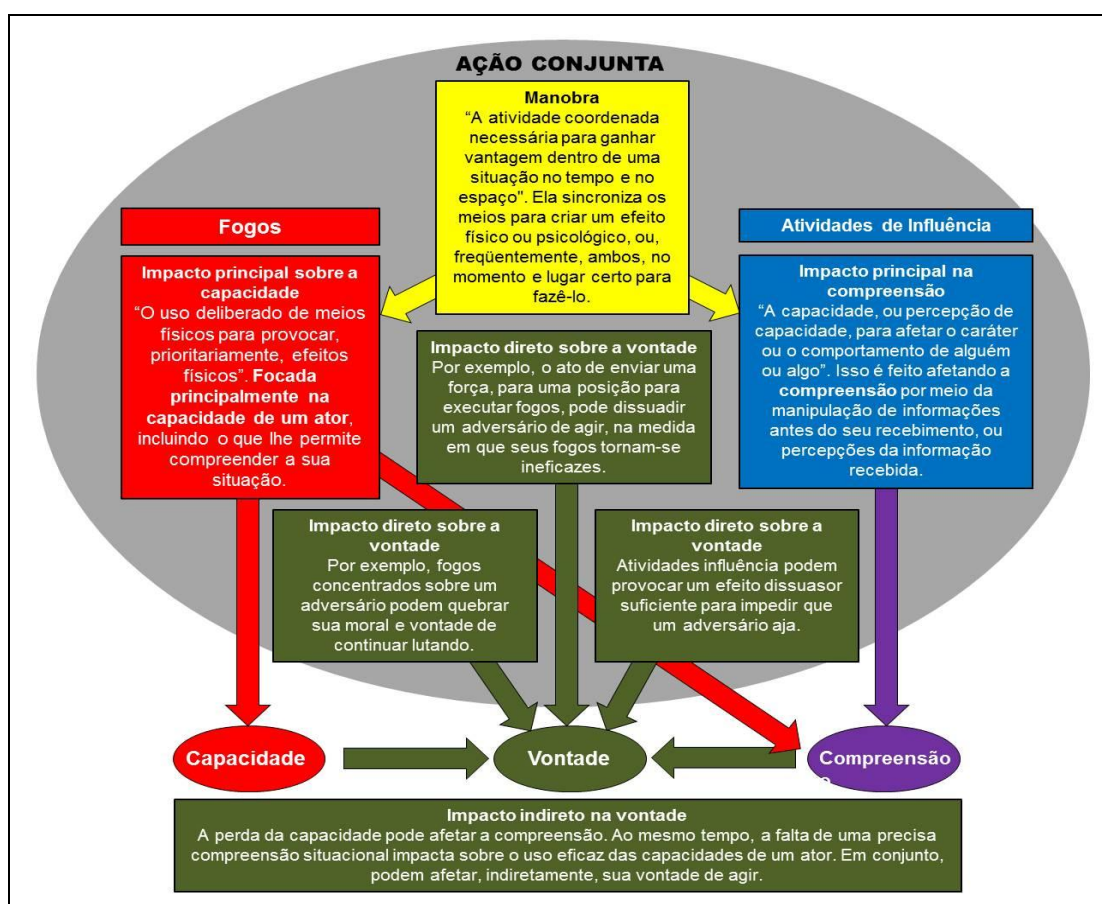 AÇÃO CONJUNTA
Manobra
“A atividade coordenada
necessária para ganhar
vantagem dentro de uma
situação no tempo e no
espaço". Ela sincroniza os
meios para criar um efeito
físico ou psicológico, ou,
freqüentemente, ambos, no
momento e lugar certo para
fazê-lo.
Fogos
Impacto principal sobre a
capacidade
“O uso deliberado de meios
físicos para provocar,
prioritariamente, efeitos
físicos”. Focada
principalmente na
capacidade de um ator,
incluindo o que lhe permite
compreender a sua
situação.
Atividades de Influência
Impacto principal na
compreensão
“A capacidade, ou percepção de
capacidade, para afetar o caráter
ou o comportamento de alguém
ou algo”. Isso é feito afetando a
compreensão por meio da
manipulação de informações
antes do seu recebimento, ou
percepções da informação
recebida.
Impacto direto sobre a vontade
Por exemplo, o ato de enviar uma
força, para uma posição para
executar fogos, pode dissuadir
um adversário de agir, na medida
em que seus fogos tornam-se
ineficazes.
Impacto direto sobre a
vontade
Por exemplo, fogos
concentrados sobre um
adversário podem quebrar
sua moral e vontade de
continuar lutando.
Impacto direto sobre a
vontade
Atividades influência podem
provocar um efeito dissuasor
suficiente para impedir que
um adversário aja.
Capacidade
Vontade
Compreensão
Impacto indireto na vontade
A perda da capacidade pode afetar a compreensão. Ao mesmo tempo, a falta de uma precisa
compreensão situacional impacta sobre o uso eficaz das capacidades de um ator. Em conjunto,
podem afetar, indiretamente, sua vontade de agir.